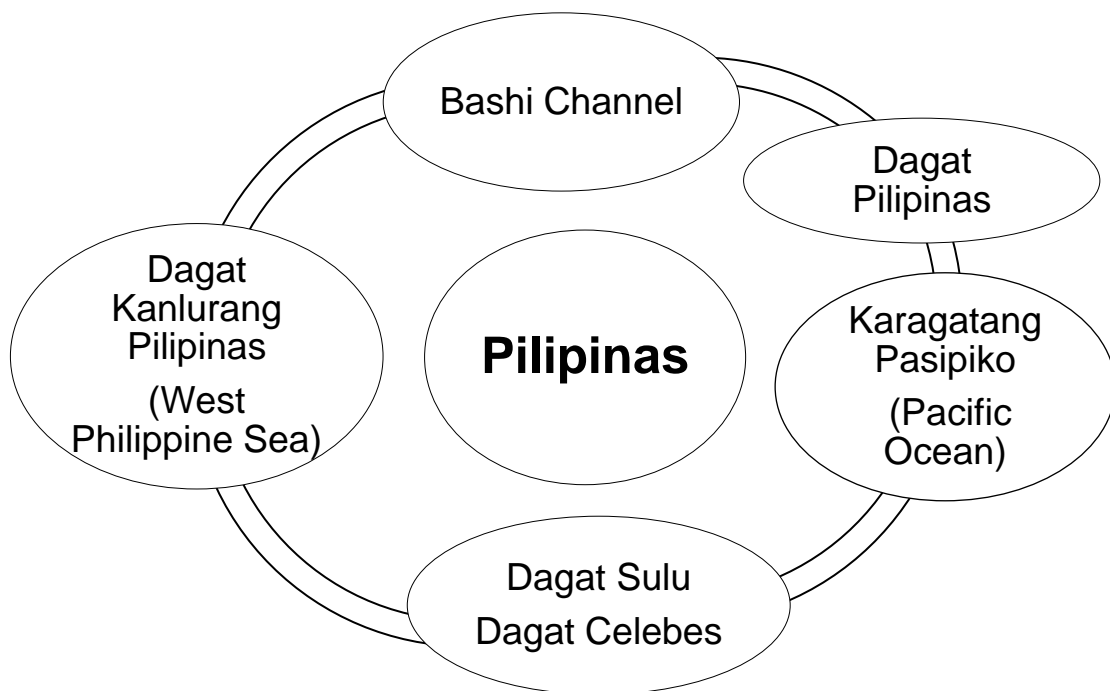 Bashi Channel
Dagat
Pilipinas
Dagat
Kanlurang
Pilipinas
(West
Philippine Sea)
Pilipinas
Karagatang
Pasipiko
(Pacific
Ocean)
Dagat Sulu
Dagat Celebes